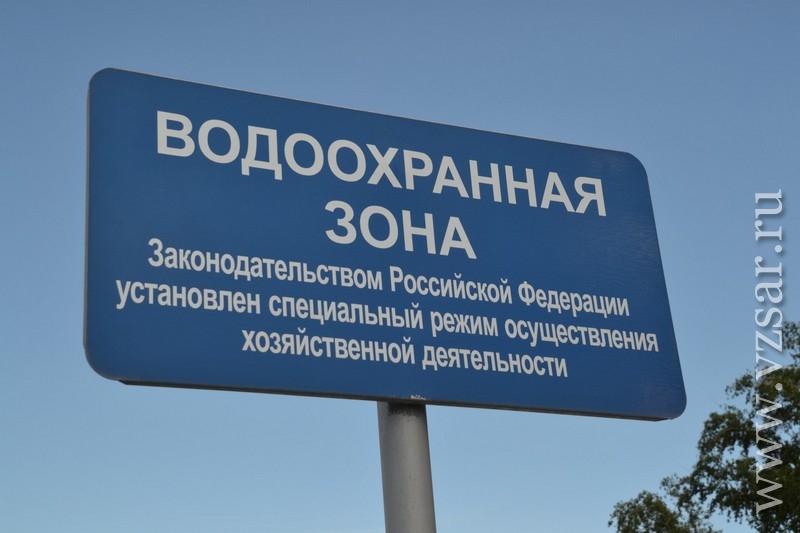 ВОДООХРАННАЯ
ЗОНА
Законодательством Российской Федерации
установлен специальный режим осуществления
хозяйственной деятельности
www.vzsar.ru